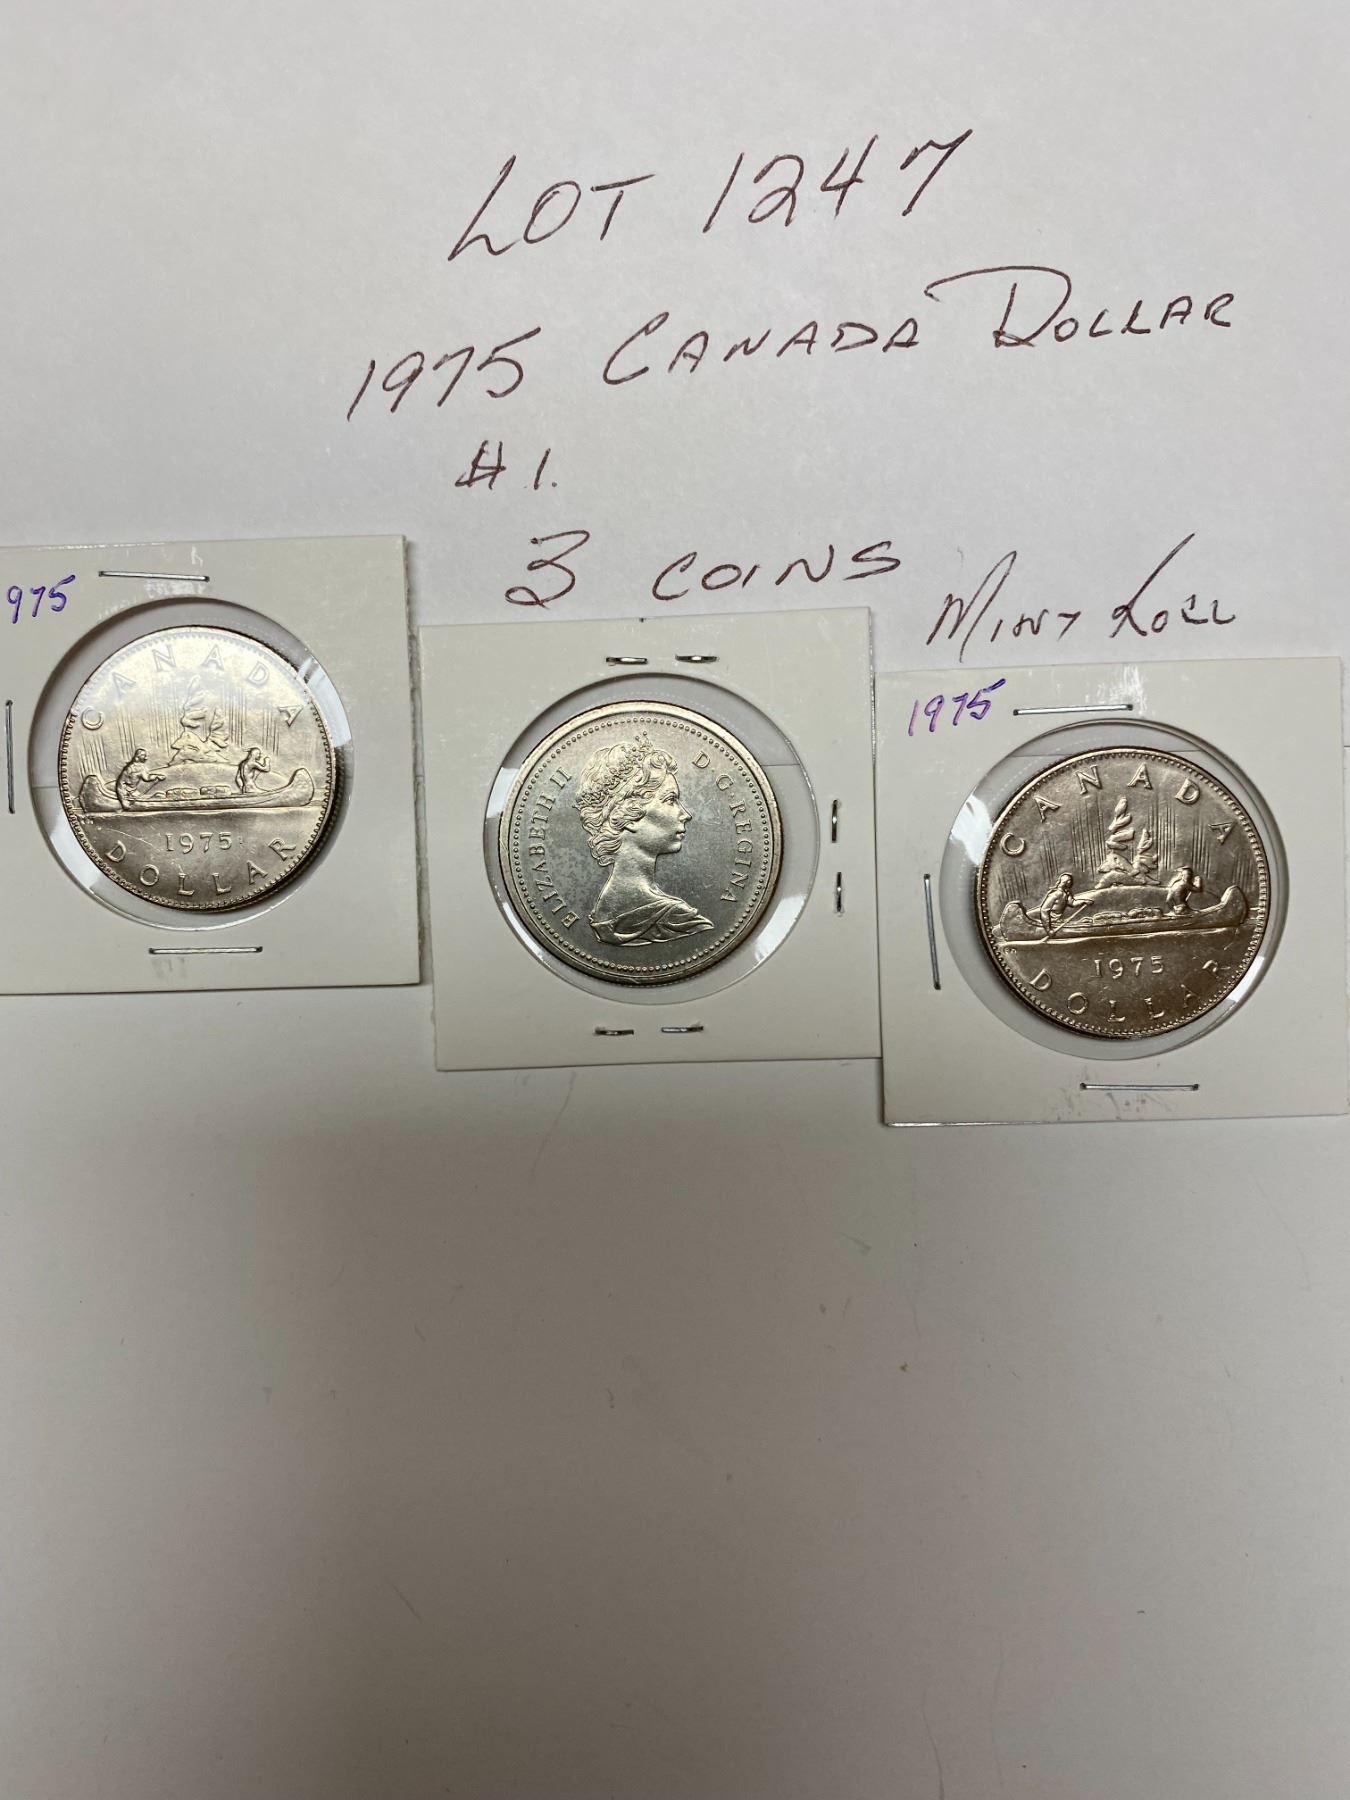 LOT 1247
1975 CANADA DOLLAR
#1.
3 COINS
MINT ROLL
975
CANADA
1975
DOLLAR
ELIZABETH II D·G·REGINA
1975
CANADA
1975
DOLLAR